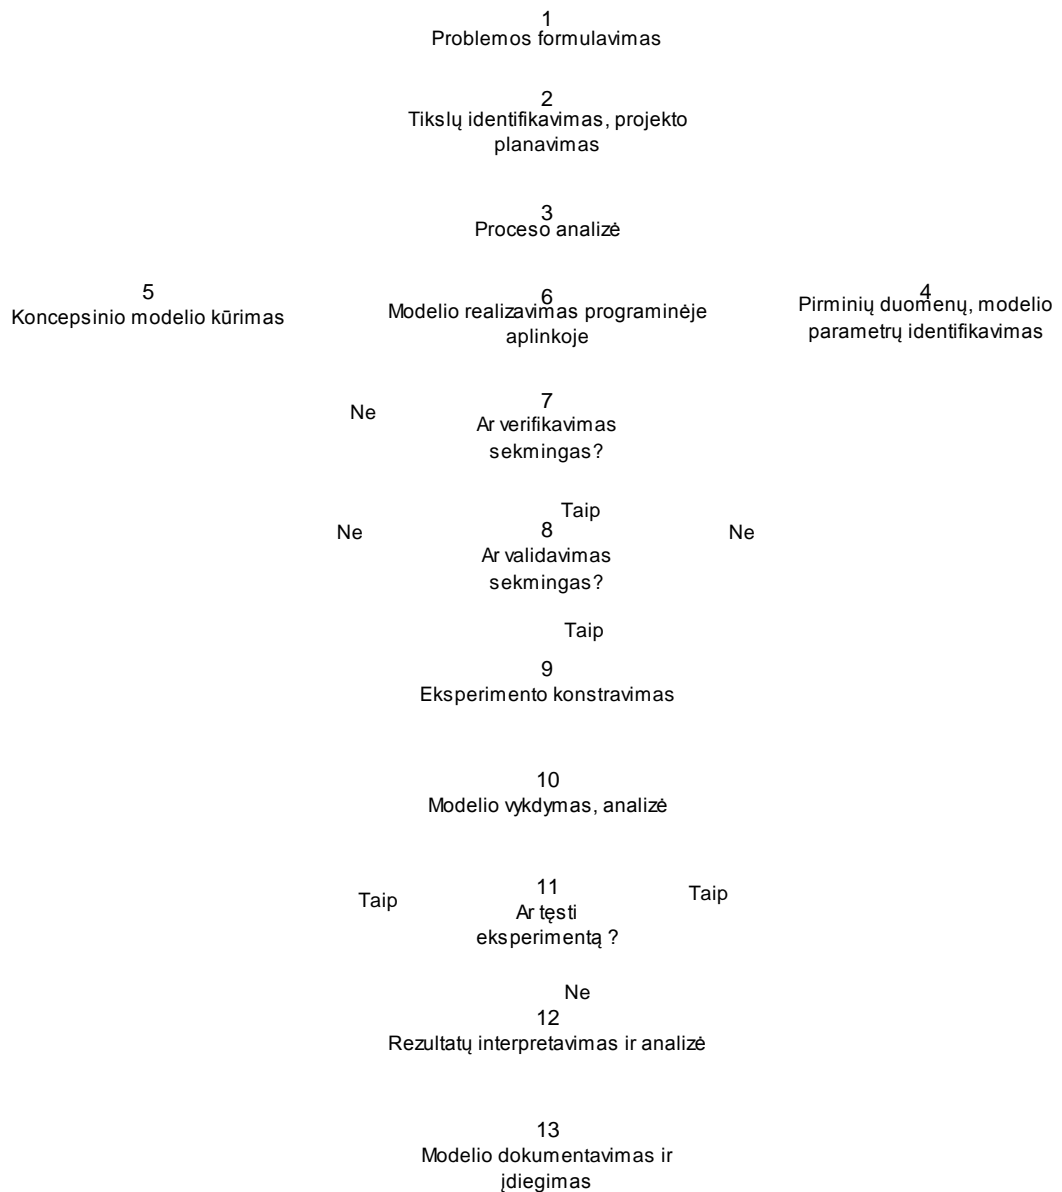 1
Problemos formulavimas
2
Tikslų identifikavimas, projekto
planavimas
3
Proceso analizė
5
Koncepsinio modelio kūrimas
6
Modelio realizavimas programinėje
aplinkoje
4
Pirminių duomenų, modelio
parametrų identifikavimas
Ne
7
Ar verifikavimas
sekmingas?
Taip
Ne
8
Ar validavimas
sekmingas?
Ne
Taip
9
Eksperimento konstravimas
10
Modelio vykdymas, analizė
Taip
11
Ar tęsti
eksperimentą ?
Taip
Ne
12
Rezultatų interpretavimas ir analizė
13
Modelio dokumentavimas ir
įdiegimas